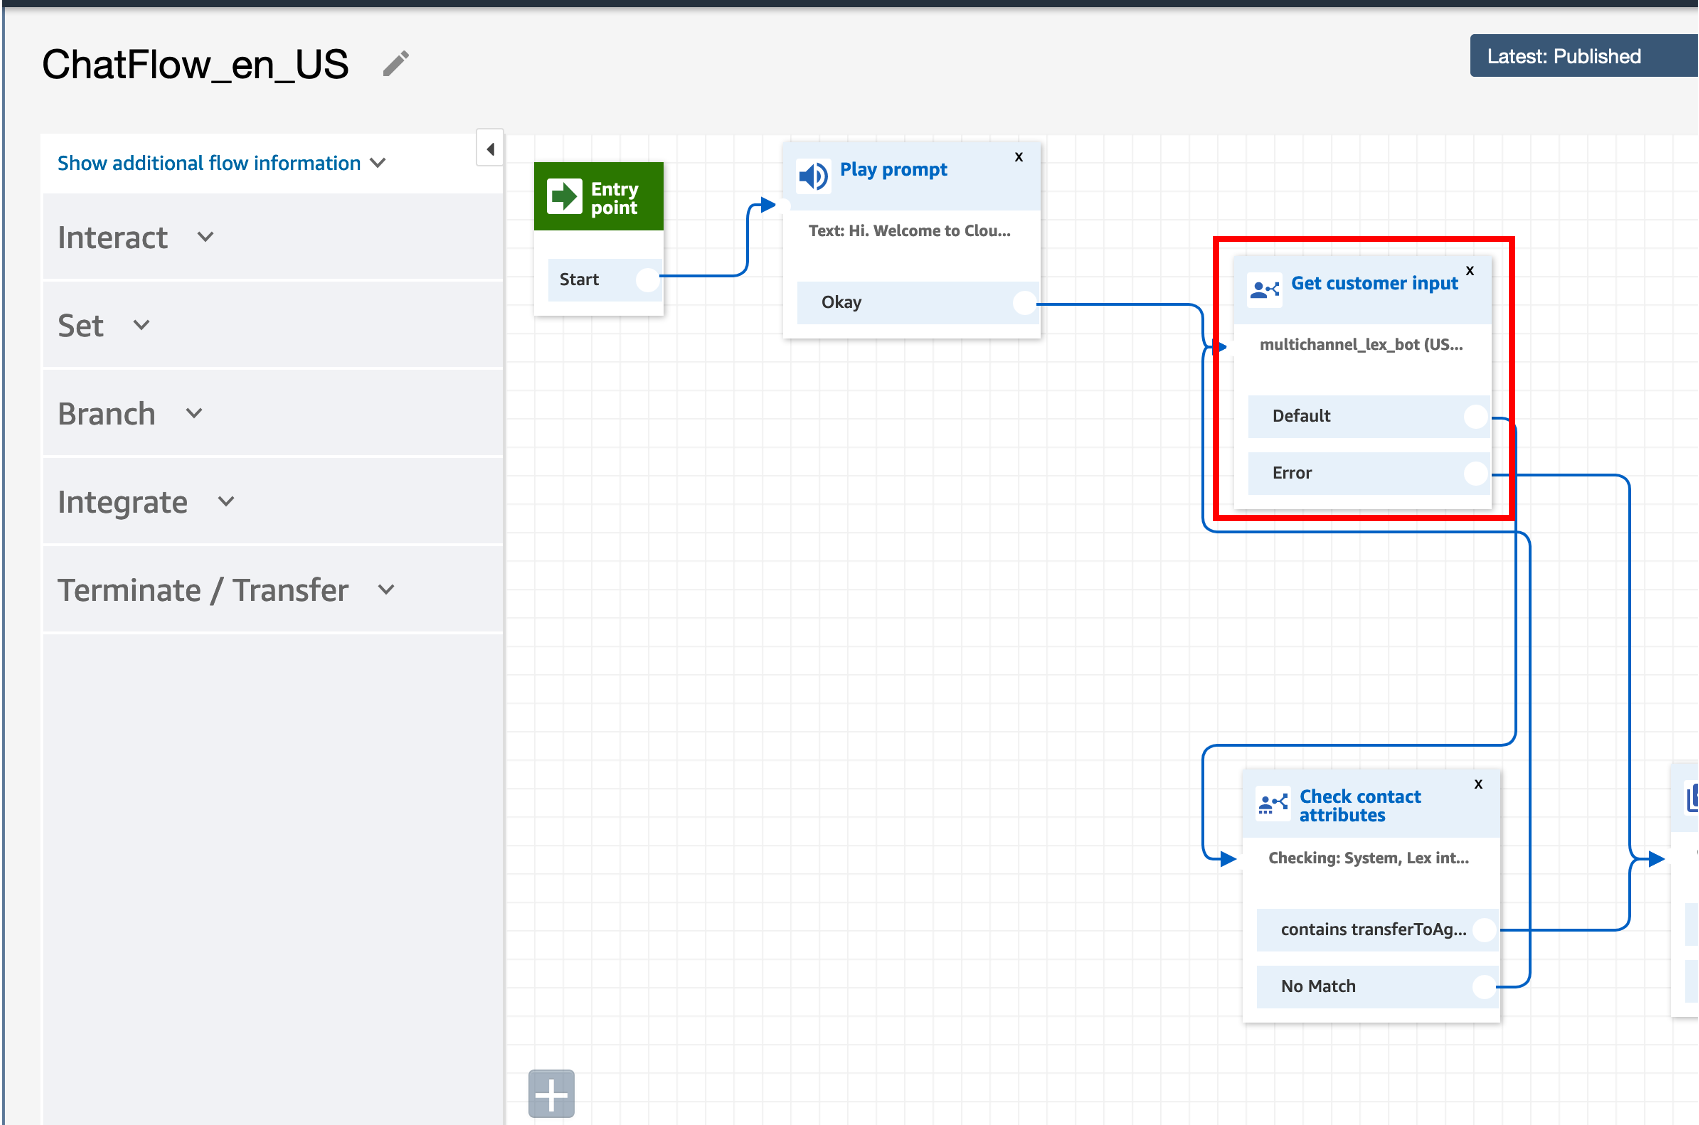 ChatFlow_en_US
Latest: Published
Show additional flow information
Interact
Set
Branch
Integrate
Terminate / Transfer
Entry
point
Start
Play prompt
x
Text: Hi. Welcome to Clou...
Okay
Get customer input
x
multichannel_lex_bot (US...
Default
Error
Check contact
attributes
x
Checking: System, Lex int...
contains transferToAg...
No Match